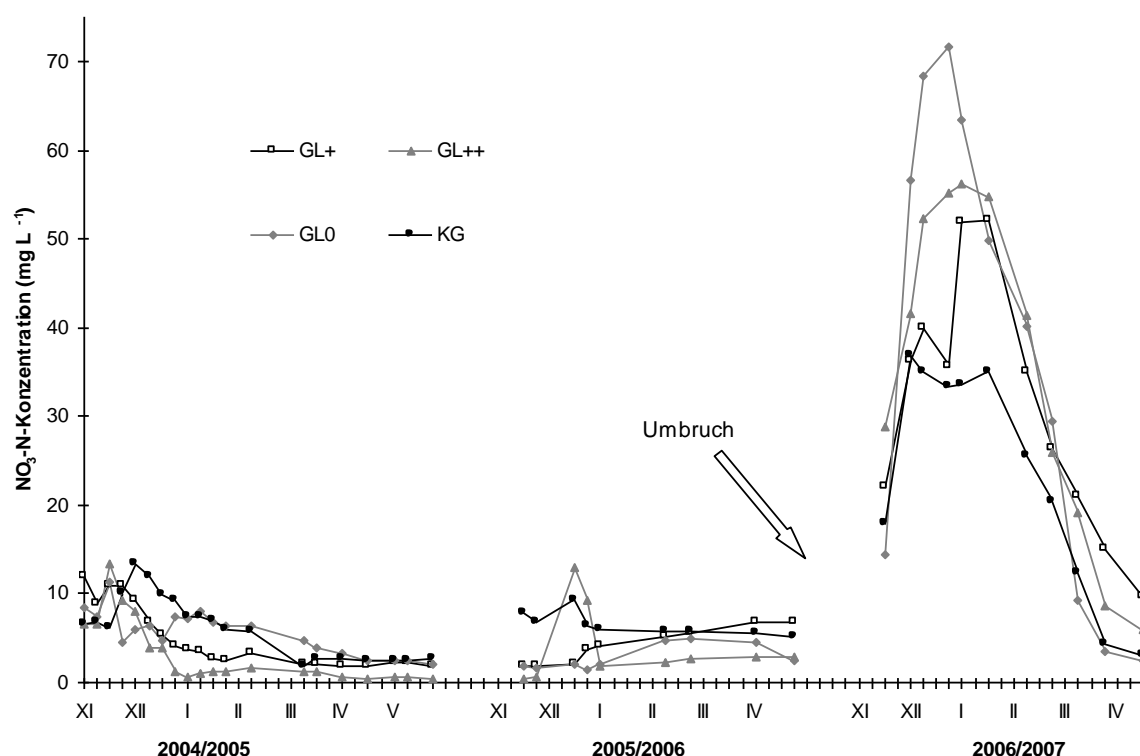 NO₃-N-Konzentration (mg L⁻¹)
70
60
50
40
30
20
10
0
GL+ GL++
GL0 KG
Umbruch
XI XII I II III IV V XI XII I II III IV XI XII I II III IV
2004/2005 2005/2006 2006/2007